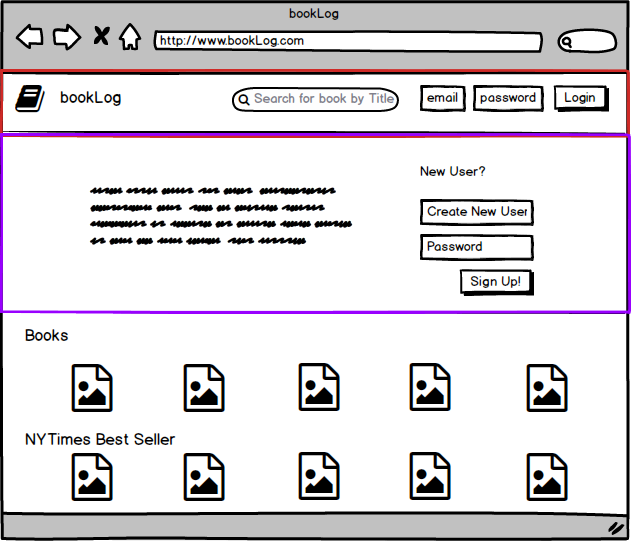 bookLog
http://www.bookLog.com
bookLog
Search for book by Title
email
password
Login
New User?
Create New User
Password
Sign Up!
Books
NYTimes Best Seller